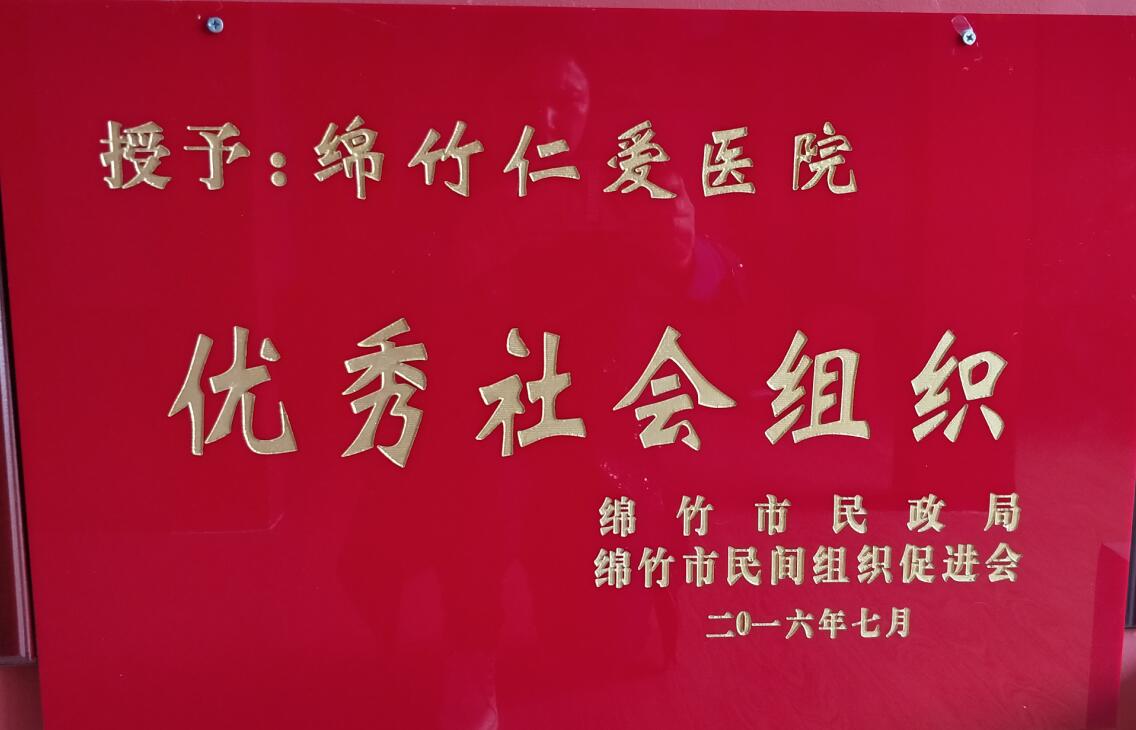 授予：绵竹仁爱医院
优秀社会组织
绵竹市民政局
绵竹市民间组织促进会
二0一六年七月